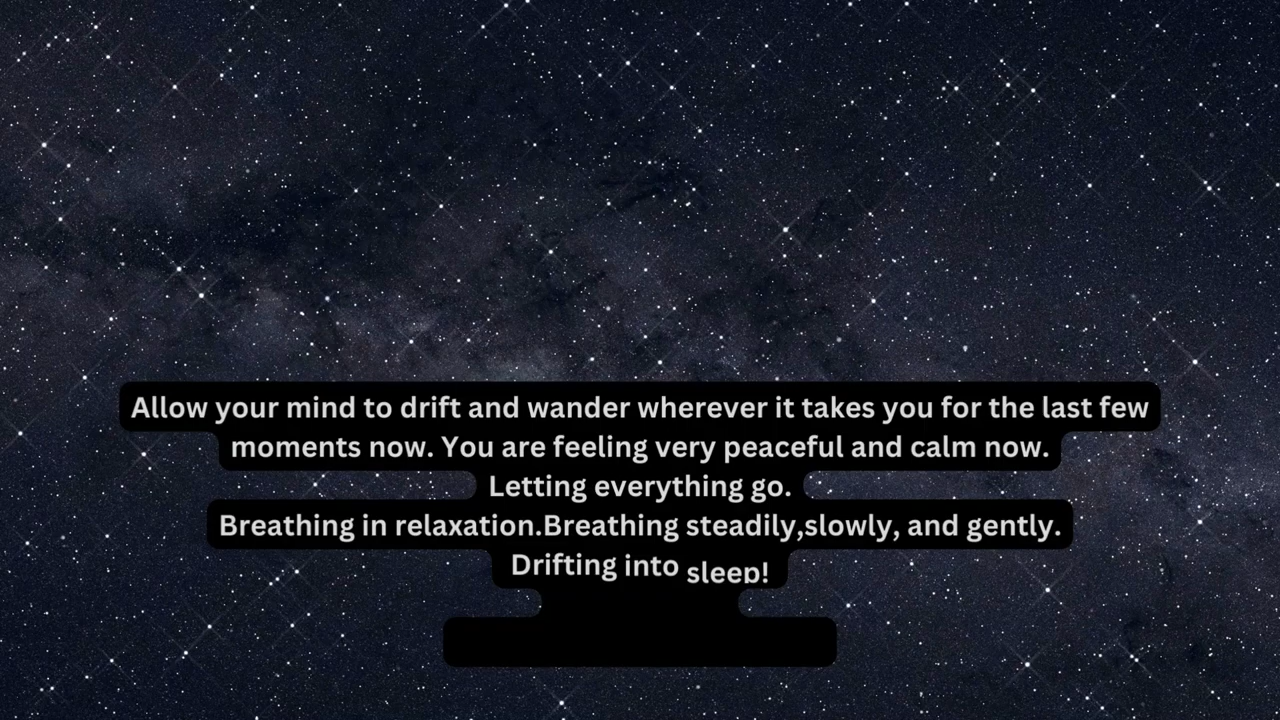 Allow your mind to drift and wander wherever it takes you for the last few
moments now. You are feeling very peaceful and calm now.
Letting everything go.
Breathing in relaxation.Breathing steadily,slowly, and gently.
Drifting into sleep!